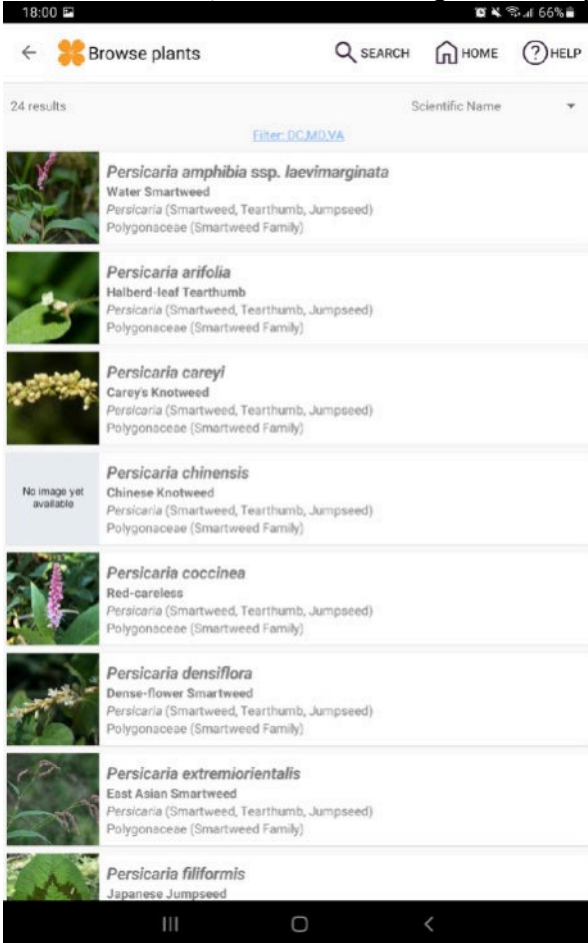 18:00 66%
Browse plants SEARCH HOME HELP
24 results Scientific Name
Filter: DC,MD,VA
Persicaria amphibia ssp. laevimarginata
Water Smartweed
Persicaria (Smartweed, Tearthumb, Jumpseed)
Polygonaceae (Smartweed Family)
Persicaria arifolia
Halberd-leaf Tearthumb
Persicaria (Smartweed, Tearthumb, Jumpseed)
Polygonaceae (Smartweed Family)
Persicaria careyi
Carey's Knotweed
Persicaria (Smartweed, Tearthumb, Jumpseed)
Polygonaceae (Smartweed Family)
No image yet
available
Persicaria chinensis
Chinese Knotweed
Persicaria (Smartweed, Tearthumb, Jumpseed)
Polygonaceae (Smartweed Family)
Persicaria coccinea
Red-careless
Persicaria (Smartweed, Tearthumb, Jumpseed)
Polygonaceae (Smartweed Family)
Persicaria densiflora
Dense-flower Smartweed
Persicaria (Smartweed, Tearthumb, Jumpseed)
Polygonaceae (Smartweed Family)
Persicaria extremiorientalis
East Asian Smartweed
Persicaria (Smartweed, Tearthumb, Jumpseed)
Polygonaceae (Smartweed Family)
Persicaria filiformis
Japanese Jumpseed